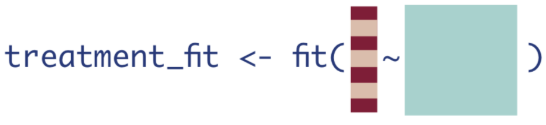 treatment_fit <- fit( ~ )